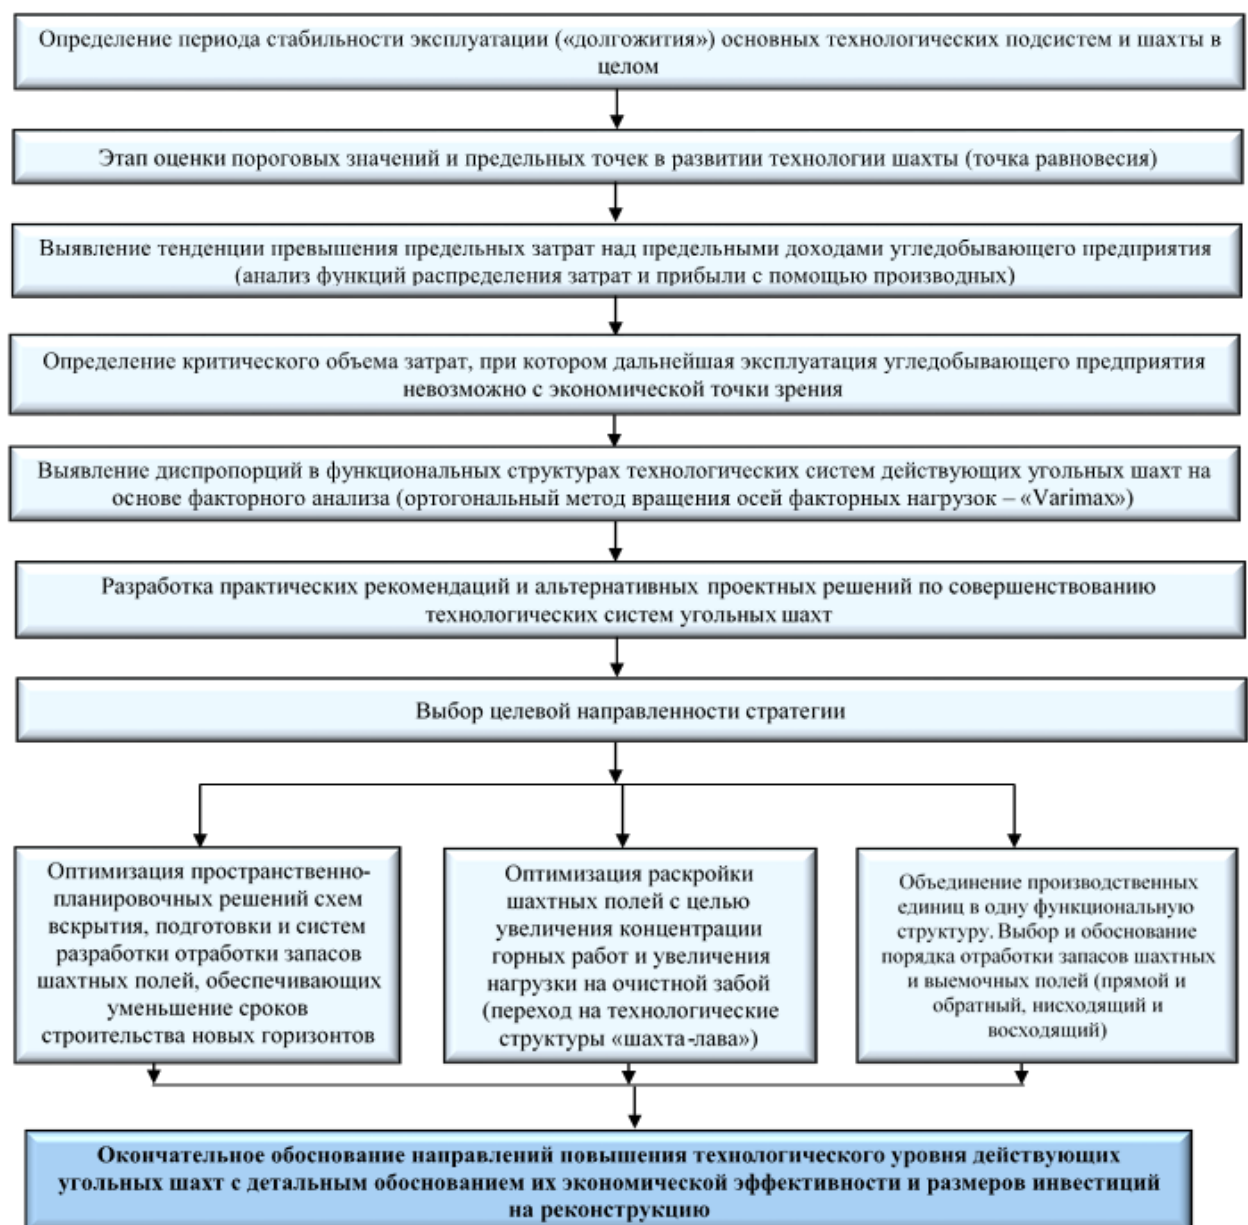 Определение периода стабильности эксплуатации («долгожития») основных технологических подсистем и шахты в
целом
Этап оценки пороговых значений и предельных точек в развитии технологии шахты (точка равновесия)
Выявление тенденции превышения предельных затрат над предельными доходами угледобывающего предприятия
(анализ функций распределения затрат и прибыли с помощью производных)
Определение критического объема затрат, при котором дальнейшая эксплуатация угледобывающего предприятия
невозможно с экономической точки зрения
Выявление диспропорций в функциональных структурах технологических систем действующих угольных шахт на
основе факторного анализа (ортогональный метод вращения осей факторных нагрузок – «Varimax»)
Разработка практических рекомендаций и альтернативных проектных решений по совершенствованию
технологических систем угольных шахт
Выбор целевой направленности стратегии
Оптимизация пространственно-
планировочных решений схем
вскрытия, подготовки и систем
разработки отработки запасов
шахтных полей, обеспечивающих
уменьшение сроков
строительства новых горизонтов
Оптимизация раскройки
шахтных полей с целью
увеличения концентрации
горных работ и увеличения
нагрузки на очистной забой
(переход на технологические
структуры «шахта-лава»)
Объединение производственных
единиц в одну функциональную
структуру. Выбор и обоснование
порядка отработки запасов шахтных
и выемочных полей (прямой и
обратный, нисходящий и
восходящий)
Окончательное обоснование направлений повышения технологического уровня действующих
угольных шахт с детальным обоснованием их экономической эффективности и размеров инвестиций
на реконструкцию